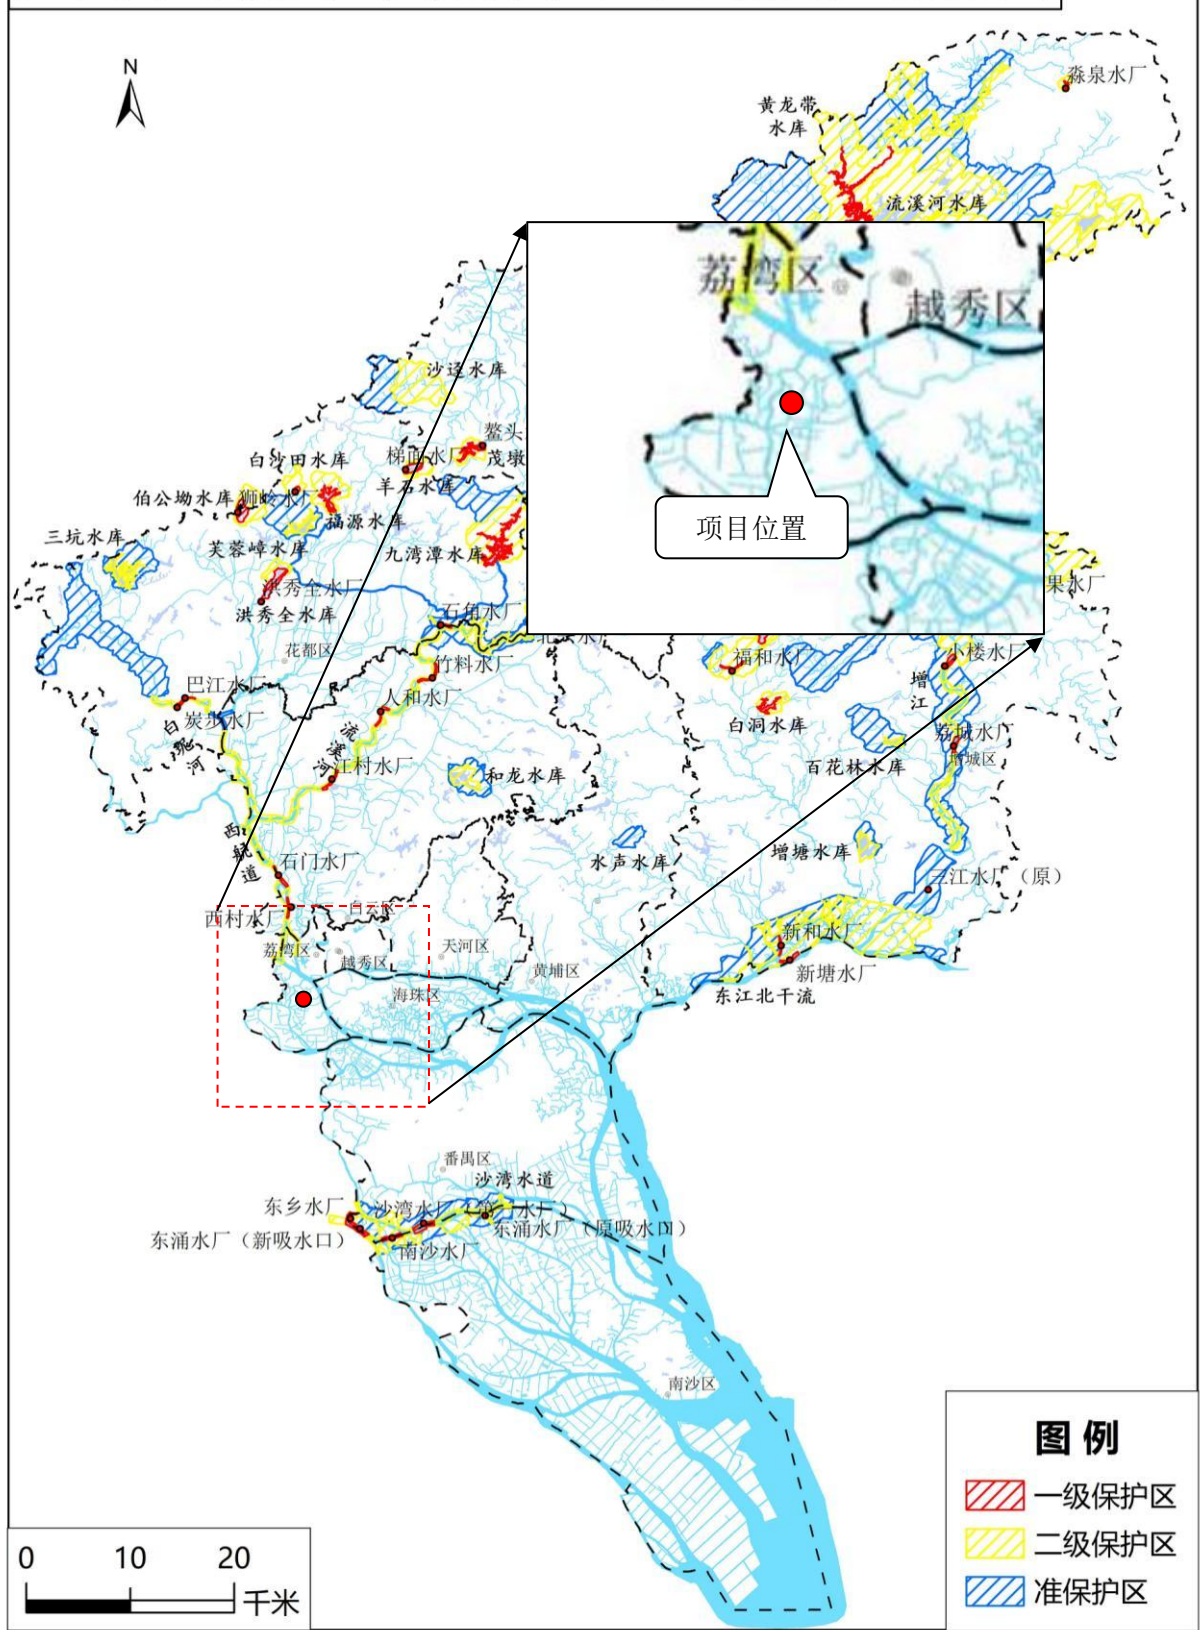 N
淼泉水厂
黄龙带
水库
流溪河水库
荔湾区
越秀区
项目位置
沙迳水库
鳌头
梯面水厂
茂墩
白沙田水库
羊石水库
伯公坳水库
狮岭水厂
福源水库
三坑水库
芙蓉嶂水库
九湾潭水库
洪秀全水厂
洪秀全水库
石角水厂
果水厂
花都区
福和水厂
小楼水厂
竹料水厂
巴江水厂
增江
人和水厂
炭步水厂
白坭河
白洞水库
流溪河
荔城水厂
江村水厂
和龙水库
百花林水库
增城区
西航道
水声水库
增塘水库
石门水厂
三江水厂（原）
西村水厂
白云区
新和水厂
荔湾区
越秀区
天河区
黄埔区
新塘水厂
海珠区
东江北干流
番禺区
沙湾水道
东乡水厂
沙湾水厂
东涌水厂（原吸水口）
东涌水厂（新吸水口）
南沙水厂
南沙区
图例
一级保护区
二级保护区
准保护区
0 10 20
千米